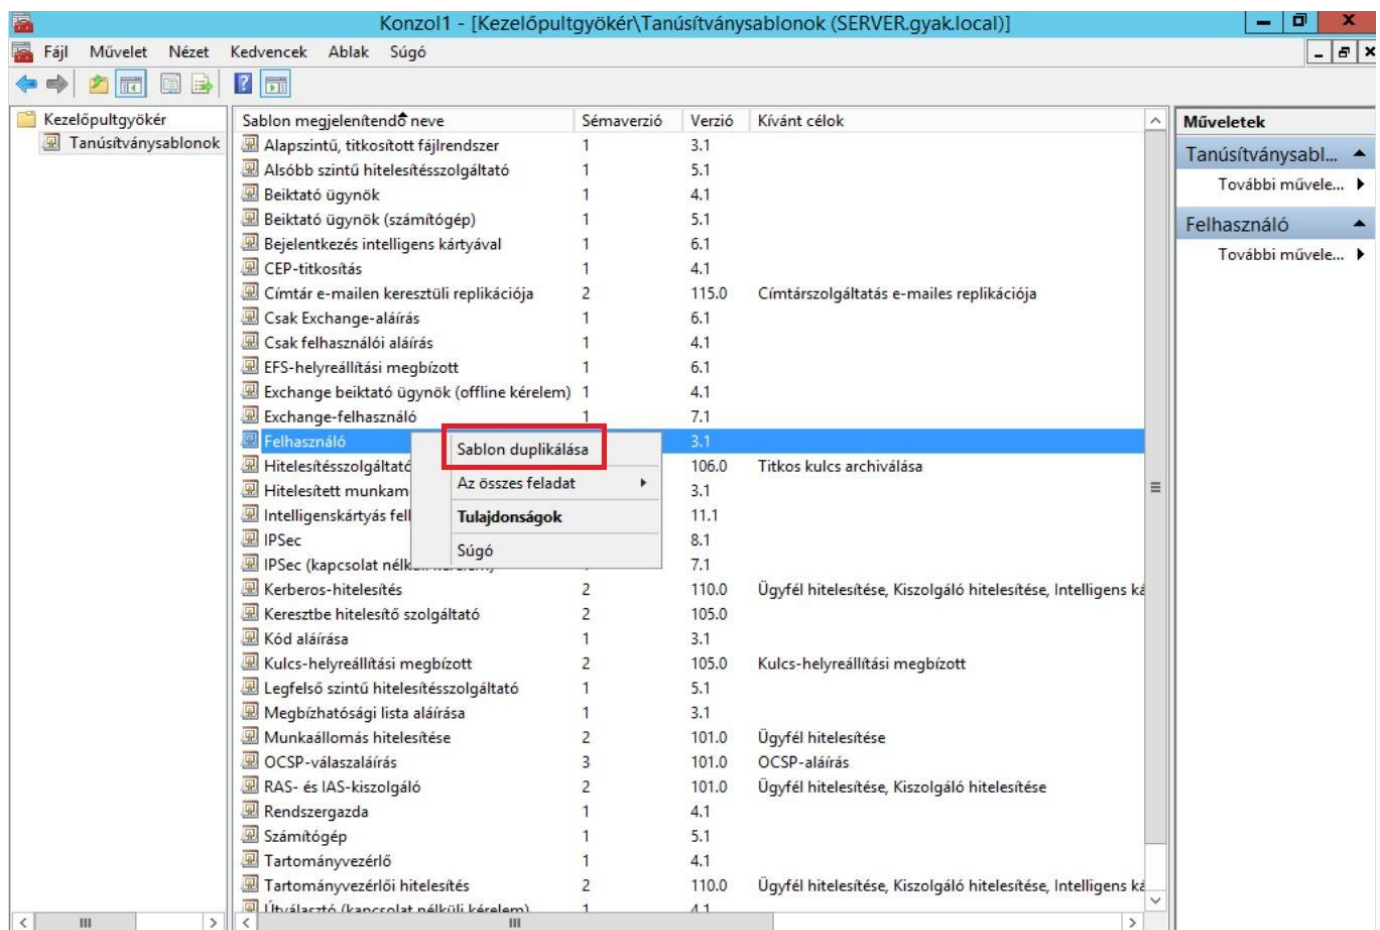 Konzol1 - [Kezelőpultgyökér\Tanúsítványsablonok (SERVER.gyak.local)]
Fájl Művelet Nézet Kedvencek Ablak Súgó
Kezelőpultgyökér
Tanúsítványsablonok
Sablon megjelenítendő neve Sémaverzió Verzió Kívánt célok
Alapszintű, titkosított fájlrendszer 1 3.1
Alsóbb szintű hitelesítésszolgáltató 1 5.1
Beiktató ügynök 1 4.1
Beiktató ügynök (számítógép) 1 5.1
Bejelentkezés intelligens kártyával 1 6.1
CEP-titkosítás 1 4.1
Címtár e-mailen keresztüli replikációja 2 115.0 Címtárszolgáltatás e-mailes replikációja
Csak Exchange-aláírás 1 6.1
Csak felhasználói aláírás 1 4.1
EFS-helyreállítási megbízott 1 6.1
Exchange beiktató ügynök (offline kérelem) 1 4.1
Exchange-felhasználó 1 7.1
Felhasználó 3.1
Hitelesítésszolgáltató 106.0 Titkos kulcs archiválása
Hitelesített munkam 3.1
Intelligenskártyás fell 11.1
IPSec 8.1
IPSec (kapcsolat nélküli kérelem) 7.1
Kerberos-hitelesítés 2 110.0 Ügyfél hitelesítése, Kiszolgáló hitelesítése, Intelligens ká
Keresztbe hitelesítő szolgáltató 2 105.0
Kód aláírása 1 3.1
Kulcs-helyreállítási megbízott 2 105.0 Kulcs-helyreállítási megbízott
Legfelső szintű hitelesítésszolgáltató 1 5.1
Megbízhatósági lista aláírása 1 3.1
Munkaállomás hitelesítése 2 101.0 Ügyfél hitelesítése
OCSP-válaszaláírás 3 101.0 OCSP-aláírás
RAS- és IAS-kiszolgáló 2 101.0 Ügyfél hitelesítése, Kiszolgáló hitelesítése
Rendszergazda 1 4.1
Számítógép 1 5.1
Tartományvezérlő 1 4.1
Tartományvezérlői hitelesítés 2 110.0 Ügyfél hitelesítése, Kiszolgáló hitelesítése, Intelligens ká
Útválasztó (kapcsolat nélküli kérelem) 1 4.1
Sablon duplikálása
Az összes feladat
Tulajdonságok
Súgó
Műveletek
Tanúsítványsabl...
További művele...
Felhasználó
További művele...